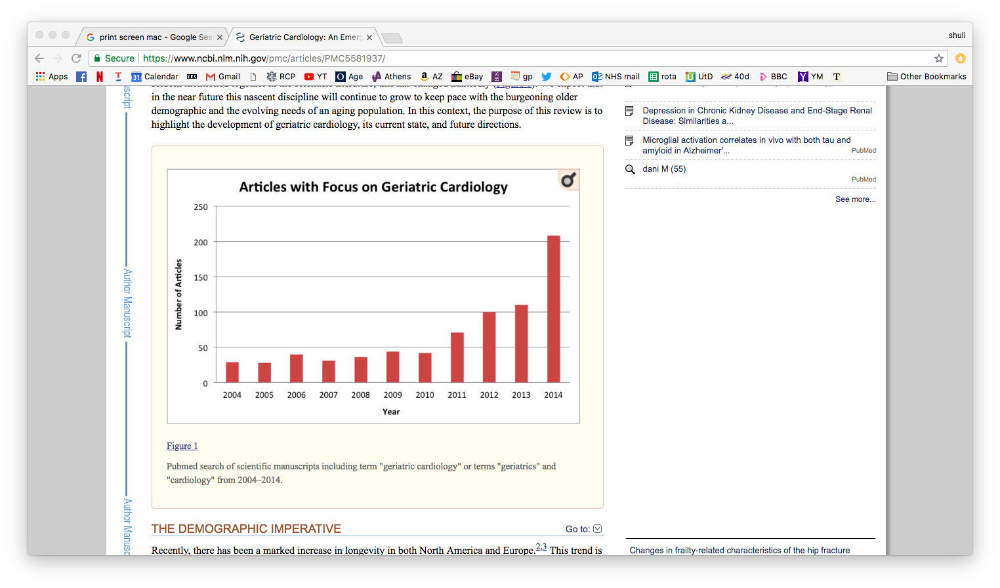 print screen mac - Google Sea
Geriatric Cardiology: An Emerg
shuli
Secure
https://www.ncbi.nlm.nih.gov/pmc/articles/PMC5581937/
Apps
31 Calendar
BBC
Gmail
RCP
YT
Age
Athens
AZ
eBay
gp
AP
NHS mail
rota
UtD
40d
BBC
YM
T
Other Bookmarks
in the near future this nascent discipline will continue to grow to keep pace with the burgeoning older
demographic and the evolving needs of an aging population. In this context, the purpose of this review is to
highlight the development of geriatric cardiology, its current state, and future directions.
Author Manuscript
Articles with Focus on Geriatric Cardiology
Number of Articles
250
200
150
100
50
0
2004 2005 2006 2007 2008 2009 2010 2011 2012 2013 2014
Year
Figure 1
Pubmed search of scientific manuscripts including term "geriatric cardiology" or terms "geriatrics" and
"cardiology" from 2004–2014.
THE DEMOGRAPHIC IMPERATIVE
Go to:
Recently, there has been a marked increase in longevity in both North America and Europe.2,3 This trend is
Depression in Chronic Kidney Disease and End-Stage Renal
Disease: Similarities a...
Microglial activation correlates in vivo with both tau and
amyloid in Alzheimer'...
PubMed
dani M (55)
PubMed
See more...
Changes in frailty-related characteristics of the hip fracture